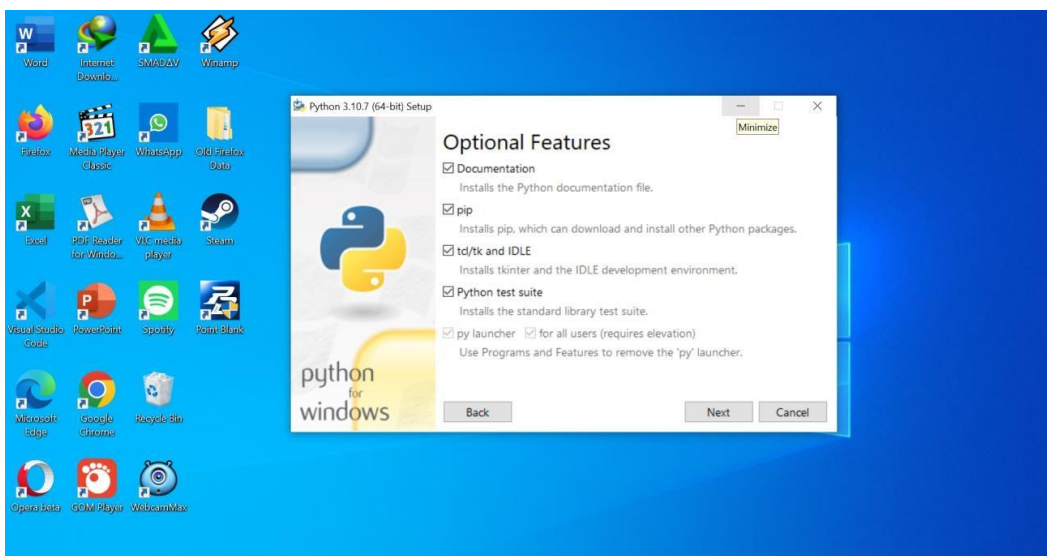 Word
Internet
Downlo...
SMADAV
Winamp
321
Firefox
Media Player
Classic
WhatsApp
Old Firefox
Data
Excel
PDF Reader
for Windo...
VLC media
player
Steam
Visual Studio
Code
PowerPoint
Spotify
Point Blank
Microsoft
Edge
Google
Chrome
Recycle Bin
Opera beta
GOM Player
WebcamMax
Python 3.10.7 (64-bit) Setup
Minimize
Optional Features
Documentation
Installs the Python documentation file.
pip
Installs pip, which can download and install other Python packages.
tcl/tk and IDLE
Installs tkinter and the IDLE development environment.
Python test suite
Installs the standard library test suite.
py launcher for all users (requires elevation)
Use Programs and Features to remove the 'py' launcher.
python
for
windows
Back
Next
Cancel